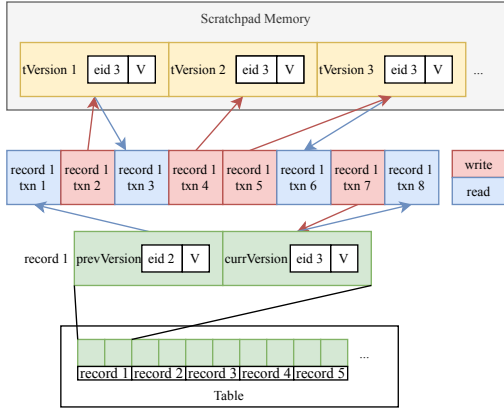 Scratchpad Memory
tVersion 1 eid 3 V tVersion 2 eid 3 V tVersion 3 eid 3 V ...
record 1 record 1 record 1 record 1 record 1 record 1 record 1 record 1 write
txn 1 txn 2 txn 3 txn 4 txn 5 txn 6 txn 7 txn 8 read
record 1 prevVersion eid 2 V currVersion eid 3 V
...
record 1 record 2 record 3 record 4 record 5
Table